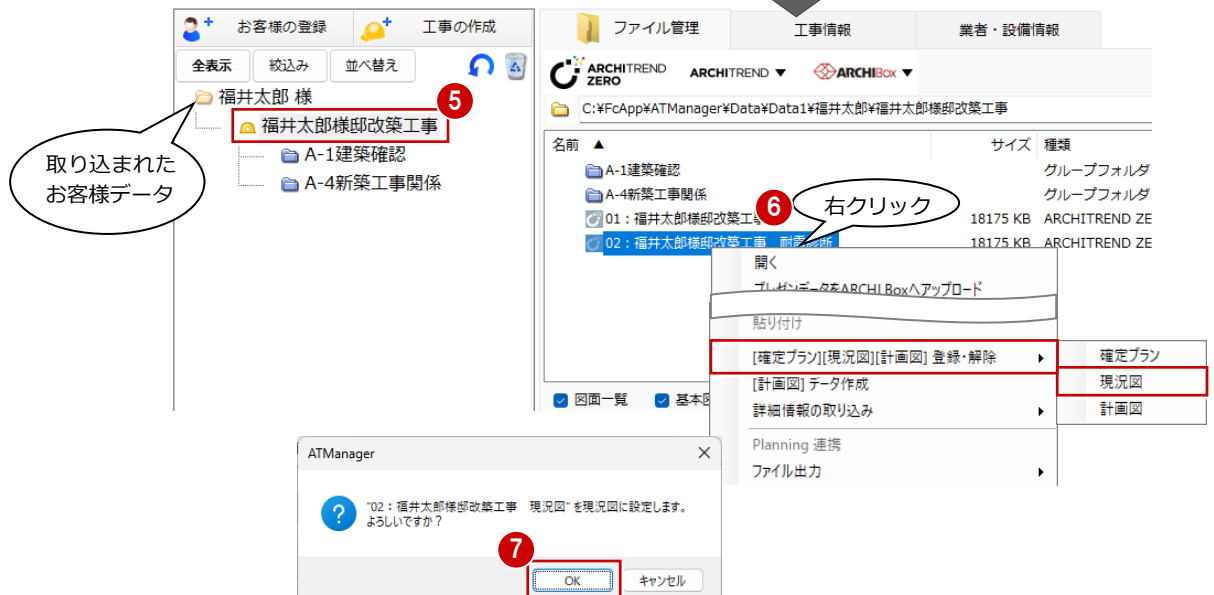 お客様の登録 工事の作成
全表示 絞込み 並べ替え
福井太郎 様
5
福井太郎様邸改築工事
A-1建築確認
A-4新築工事関係
取り込まれた
お客様データ
ファイル管理 工事情報 業者・設備情報
ARCHITREND
ZERO
ARCHITREND ▼ ARCHIBox ▼
C:¥FcApp¥ATManager¥Data¥Data1¥福井太郎¥福井太郎様邸改築工事
名前 ▲ サイズ 種類
A-1建築確認 グループフォルダ
A-4新築工事関係 グループフォルダ
6
右クリック
01：福井太郎様邸改築工 18175 KB ARCHITREND ZE
02：福井太郎様邸改築工事 耐震診断 18175 KB ARCHITREND ZE
開く
プレゼンデータをARCHI Boxへアップロード
貼り付け
[確定プラン][現況図][計画図] 登録・解除
[計画図] データ作成
詳細情報の取り込み
Planning 連携
ファイル出力
確定プラン
現況図
計画図
図面一覧 基本図
ATManager
"02：福井太郎様邸改築工事 現況図" を現況図に設定します。
よろしいですか？
7
OK キャンセル